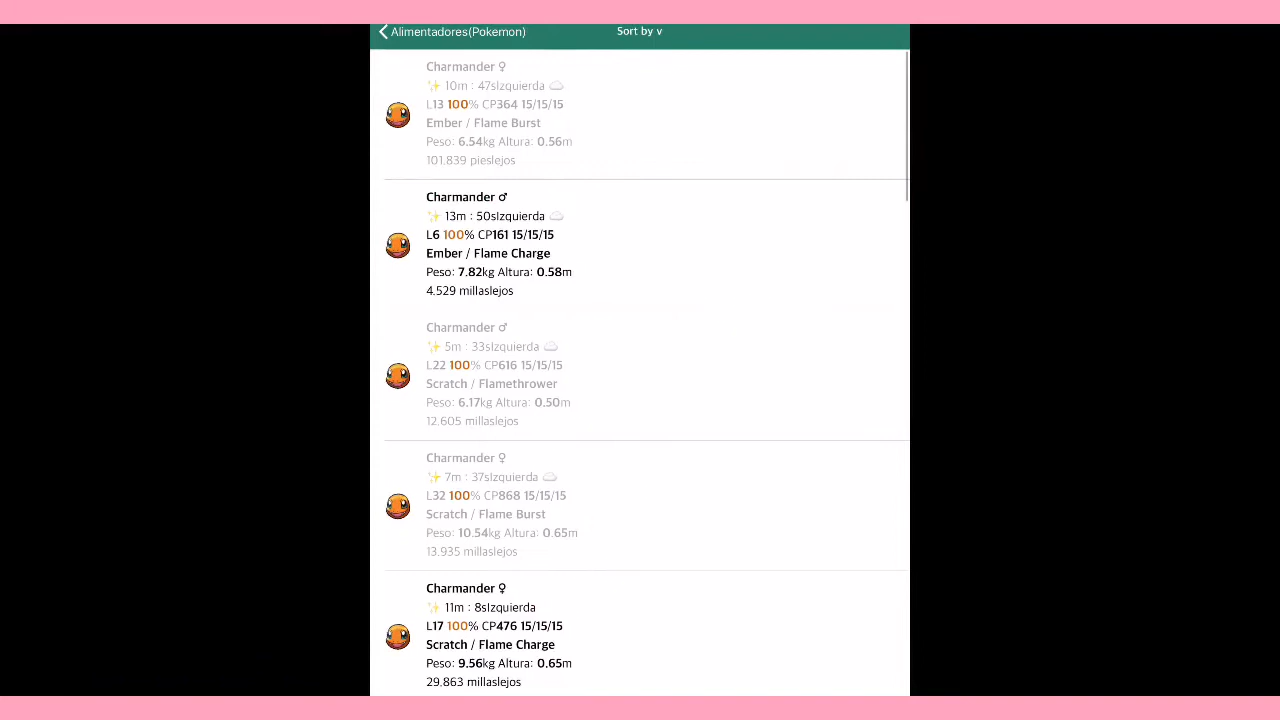 Alimentadores(Pokemon)
Sort by v
Charmander ♀
✨ 10m : 47sIzquierda ☁️
L13 100% CP364 15/15/15
Ember / Flame Burst
Peso: 6.54kg Altura: 0.56m
101.839 pieslejos
Charmander ♂
✨ 13m : 50sIzquierda ☁️
L6 100% CP161 15/15/15
Ember / Flame Charge
Peso: 7.82kg Altura: 0.58m
4.529 millaslejos
Charmander ♂
✨ 5m : 33sIzquierda ☁️
L22 100% CP616 15/15/15
Scratch / Flamethrower
Peso: 6.17kg Altura: 0.50m
12.605 millaslejos
Charmander ♀
✨ 7m : 37sIzquierda ☁️
L32 100% CP868 15/15/15
Scratch / Flame Burst
Peso: 10.54kg Altura: 0.65m
13.935 millaslejos
Charmander ♀
✨ 11m : 8sIzquierda
L17 100% CP476 15/15/15
Scratch / Flame Charge
Peso: 9.56kg Altura: 0.65m
29.863 millaslejos